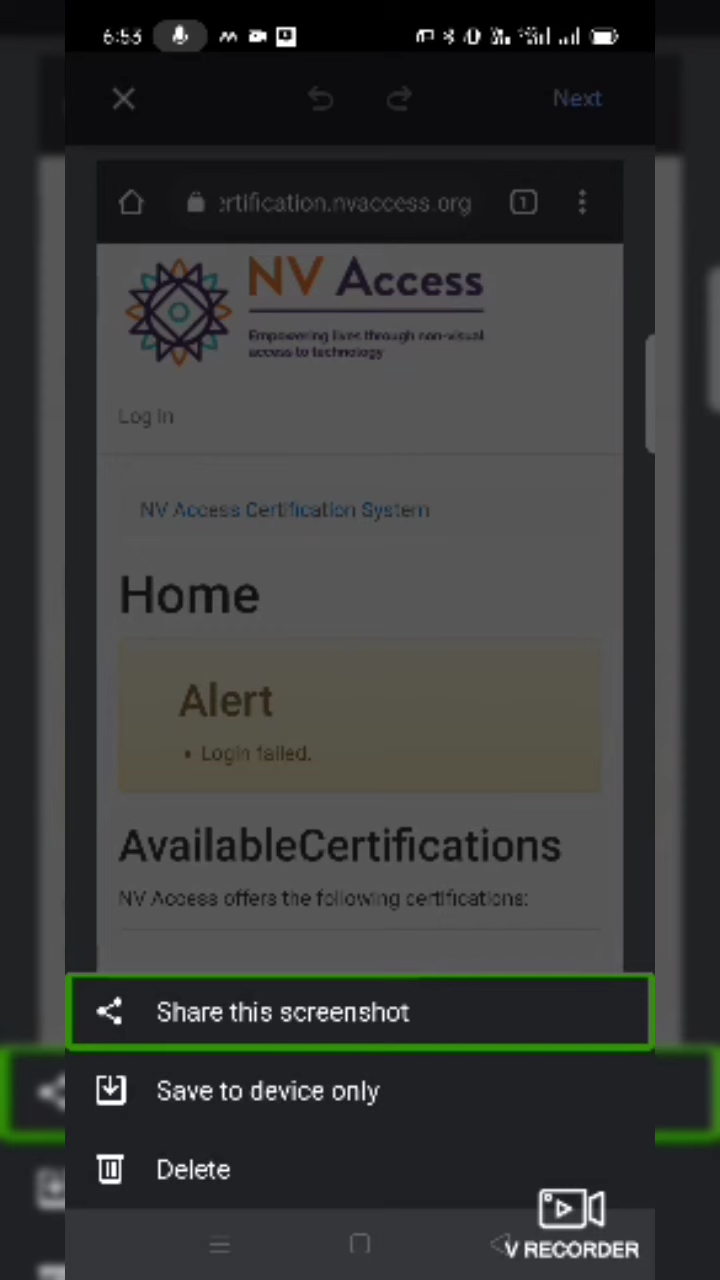 6:53
Next
ertification.nvaccess.org
1
NV Access
Empowering lives through non-visual
access to technology
Log in
NV Access Certification System
Home
Alert
• Login failed.
AvailableCertifications
NV Access offers the following certifications:
Share this screenshot
Save to device only
Delete
V RECORDER